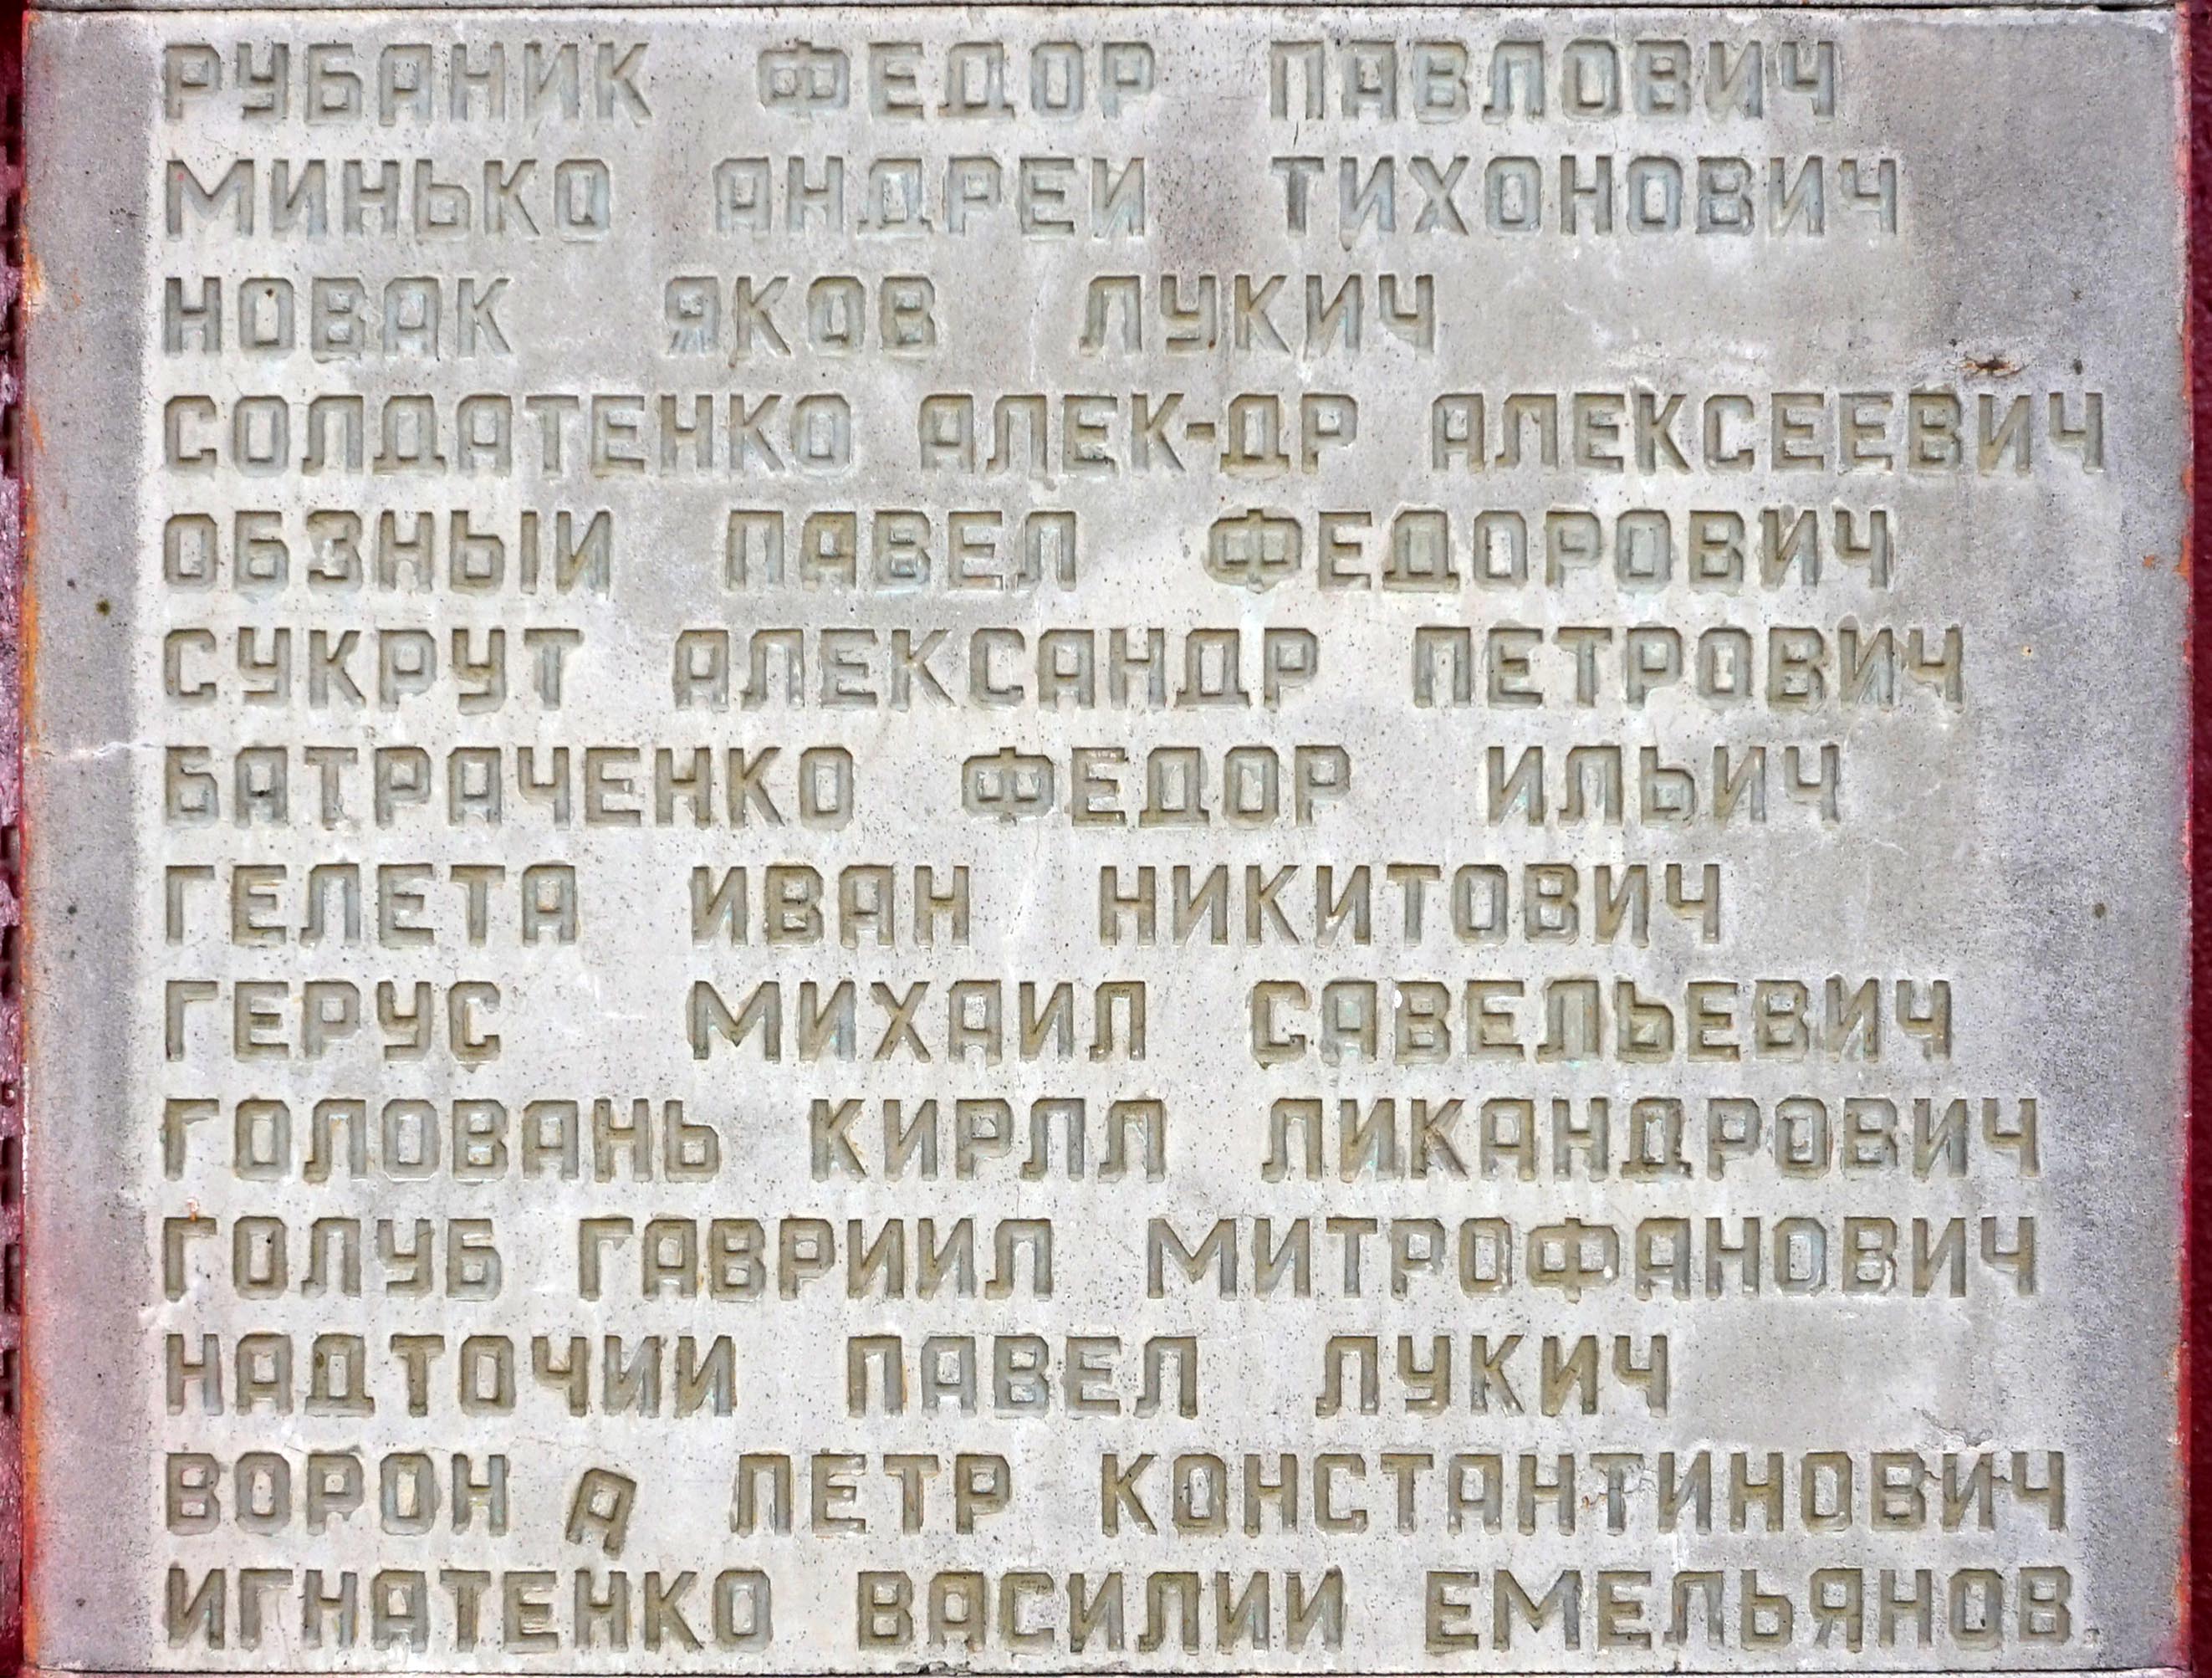 РУБАНИК ФЕДОР ПАВЛОВИЧ
МИНЬКО АНДРЕИ ТИХОНОВИЧ
НОВАК ЯКОВ ЛУКИЧ
СОЛДАТЕНКО АЛЕК-ДР АЛЕКСЕЕВИЧ
ОБЗНЫИ ПАВЕЛ ФЕДОРОВИЧ
СУКРУТ АЛЕКСАНДР ПЕТРОВИЧ
БАТРАЧЕНКО ФЕДОР ИЛЬИЧ
ГЕЛЕТА ИВАН НИКИТОВИЧ
ГЕРУС МИХАИЛ САВЕЛЬЕВИЧ
ГОЛОВАНЬ КИРЛЛ ЛИКАНДРОВИЧ
ГОЛУБ ГАВРИИЛ МИТРОФАНОВИЧ
НАДТОЧИИ ПАВЕЛ ЛУКИЧ
ВОРОНА ПЕТР КОНСТАНТИНОВИЧ
ИГНАТЕНКО ВАСИЛИИ ЕМЕЛЬЯНОВ.